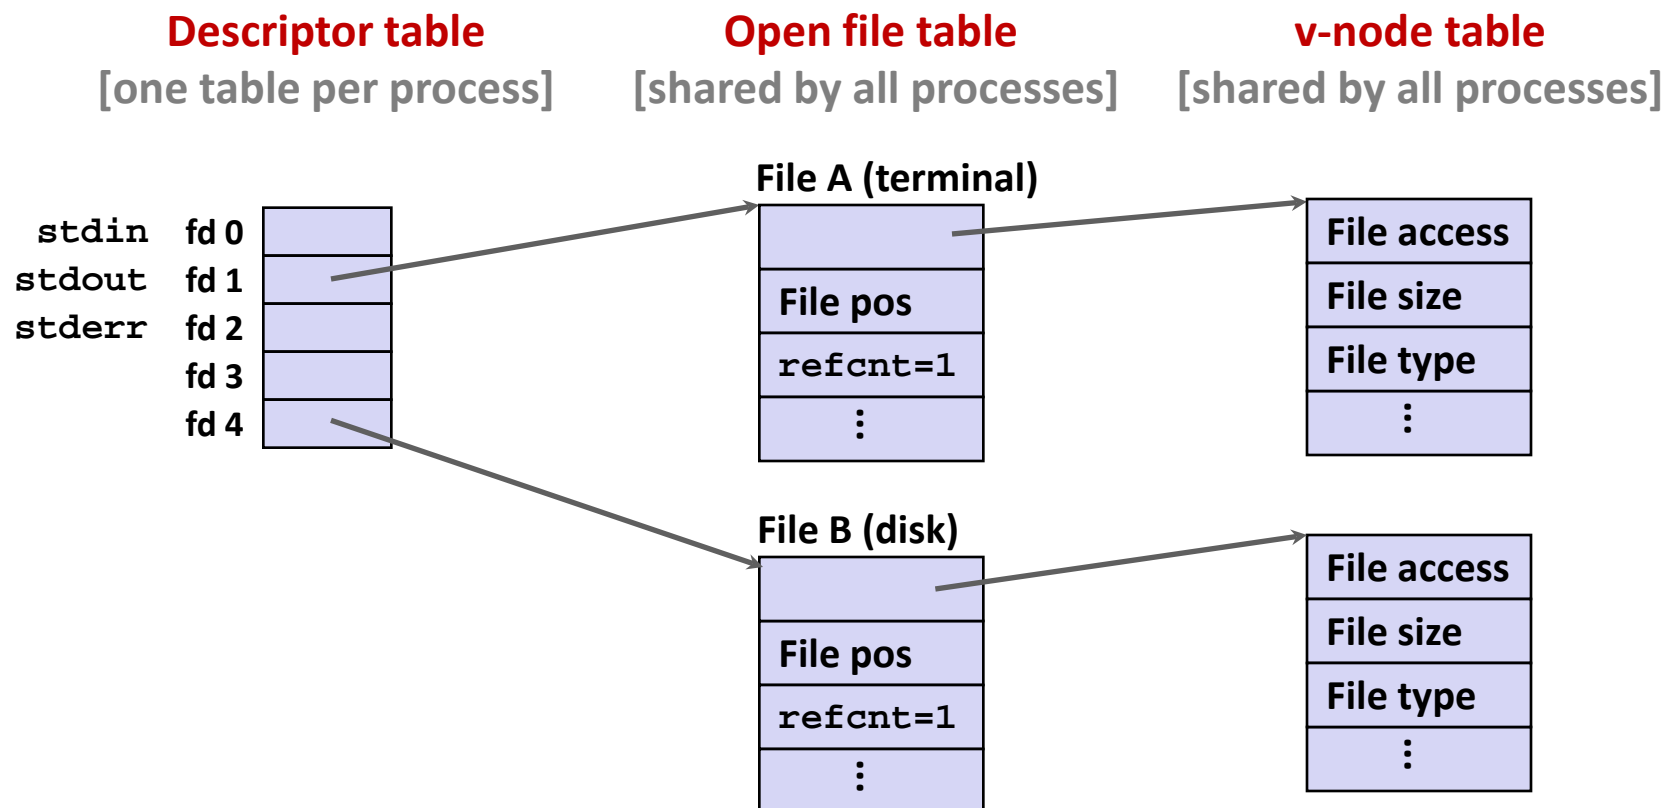 Descriptor table
[one table per process]
Open file table
[shared by all processes]
v-node table
[shared by all processes]
stdin fd 0
stdout fd 1
stderr fd 2
fd 3
fd 4
File A (terminal)
File pos
refcnt=1
⋮
File access
File size
File type
⋮
File B (disk)
File pos
refcnt=1
⋮
File access
File size
File type
⋮